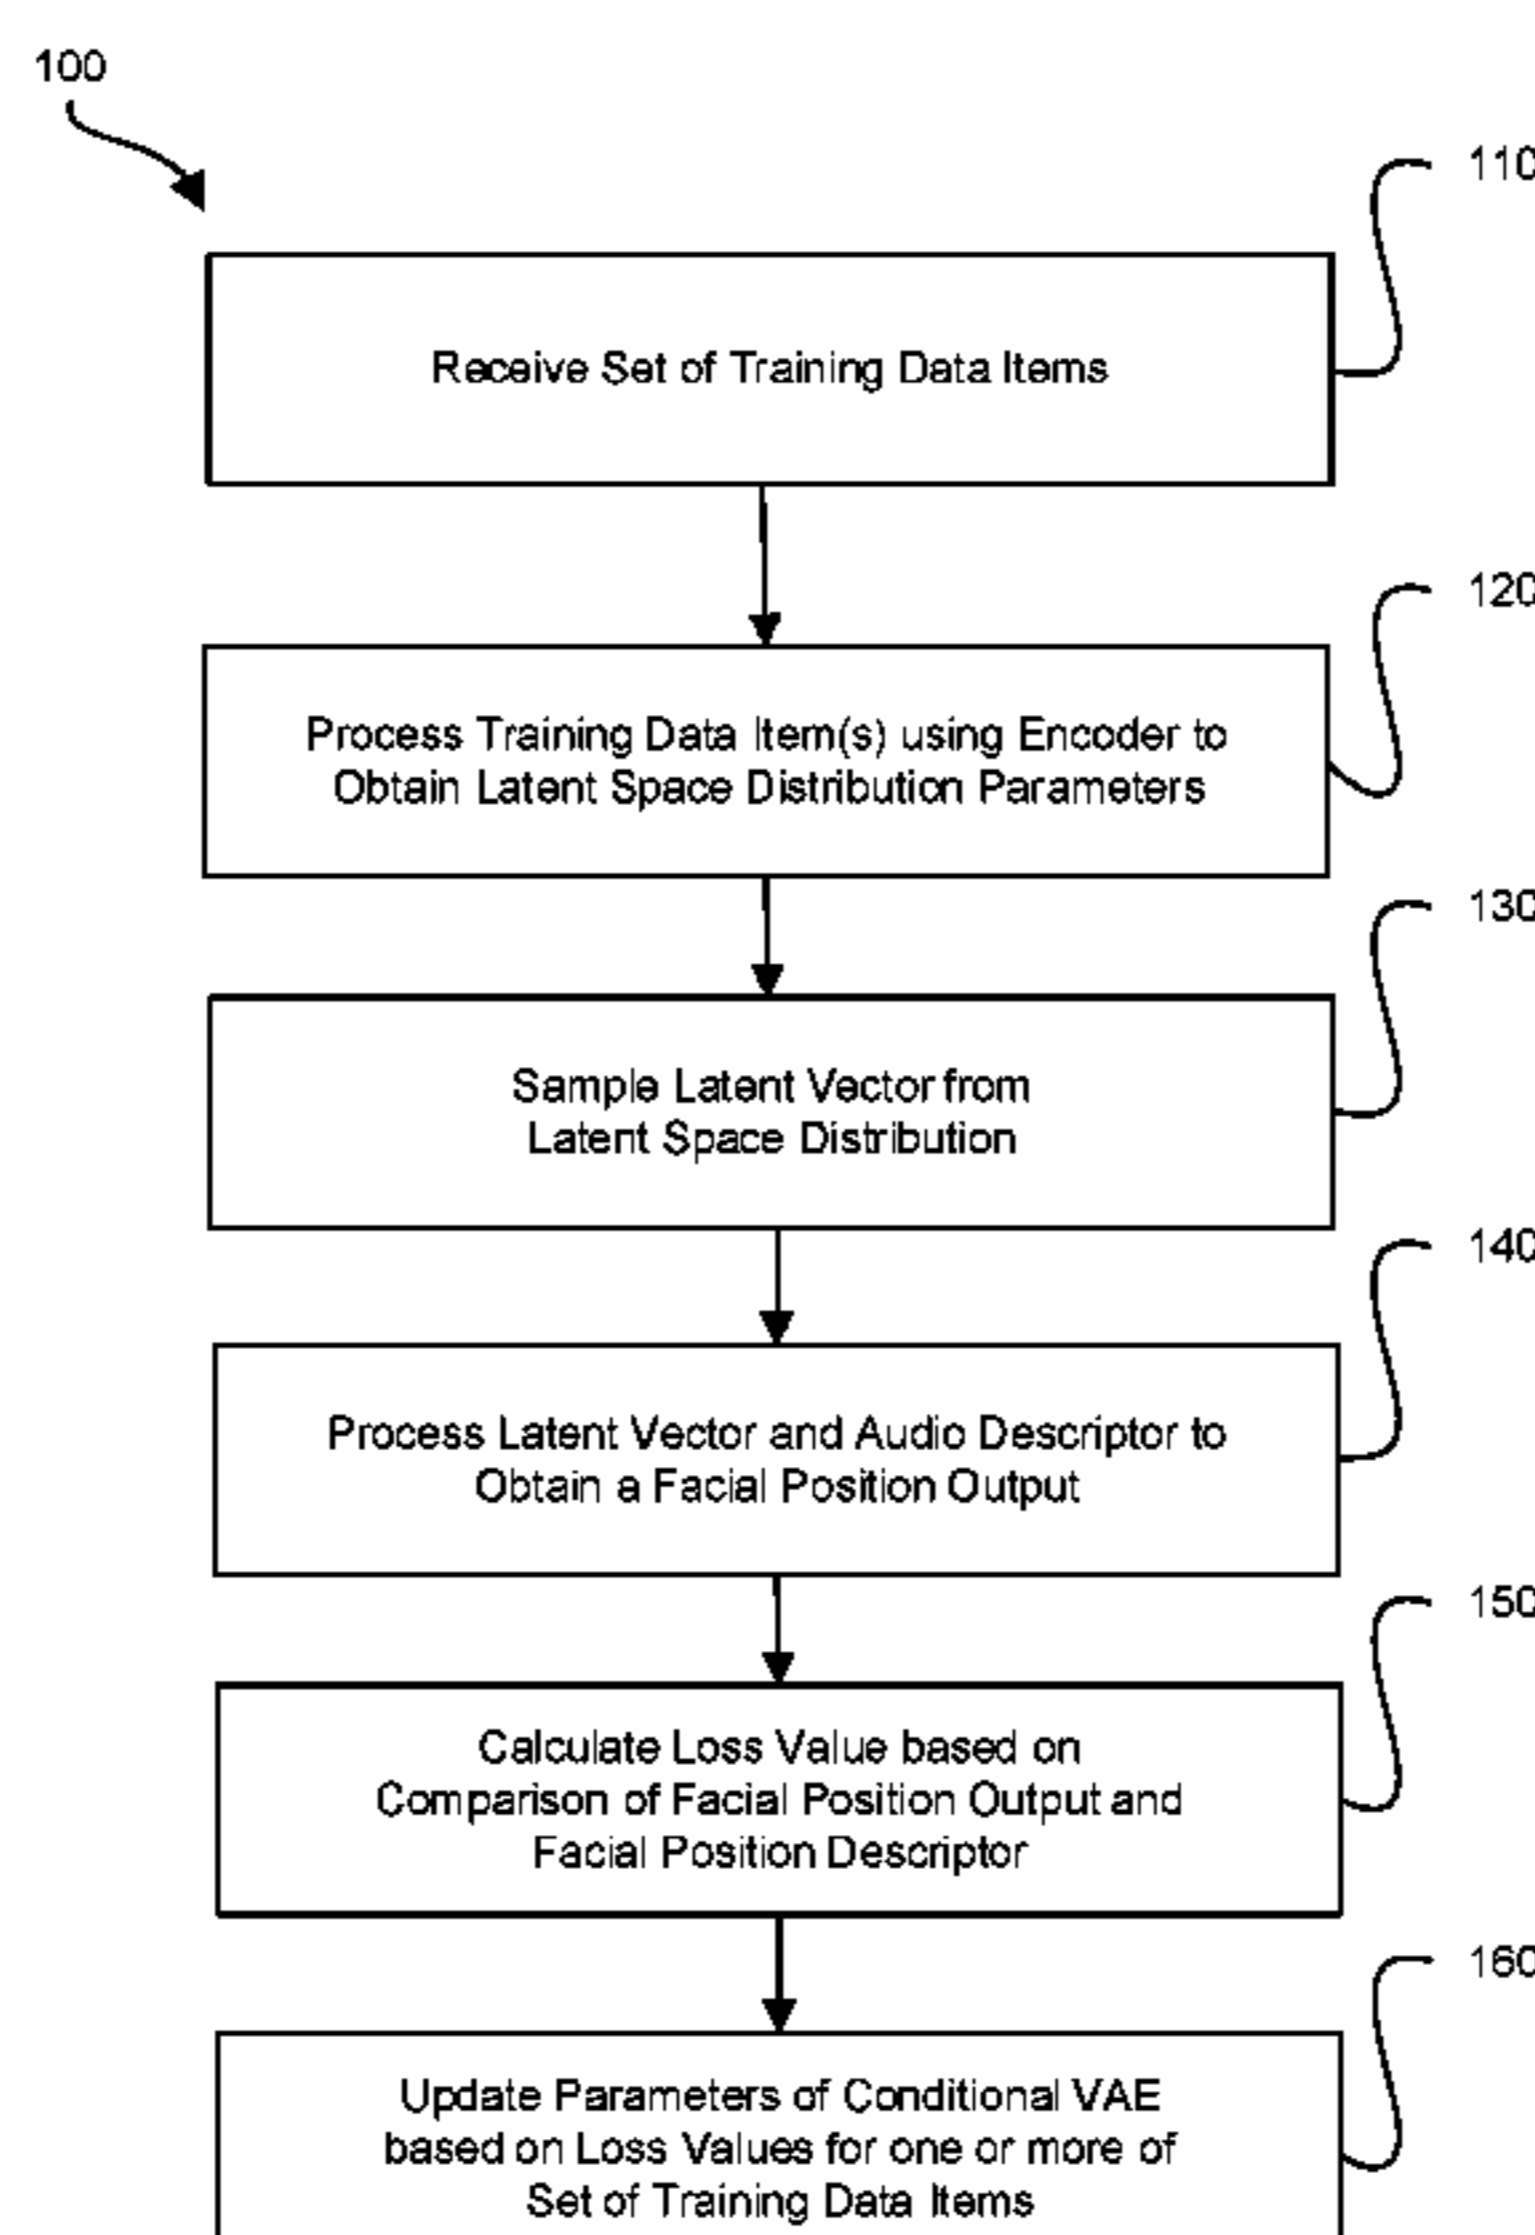 100
110
Receive Set of Training Data Items
120
Process Training Data Item(s) using Encoder to
Obtain Latent Space Distribution Parameters
130
Sample Latent Vector from
Latent Space Distribution
140
Process Latent Vector and Audio Descriptor to
Obtain a Facial Position Output
150
Calculate Loss Value based on
Comparison of Facial Position Output and
Facial Position Descriptor
160
Update Parameters of Conditional VAE
based on Loss Values for one or more of
Set of Training Data Items